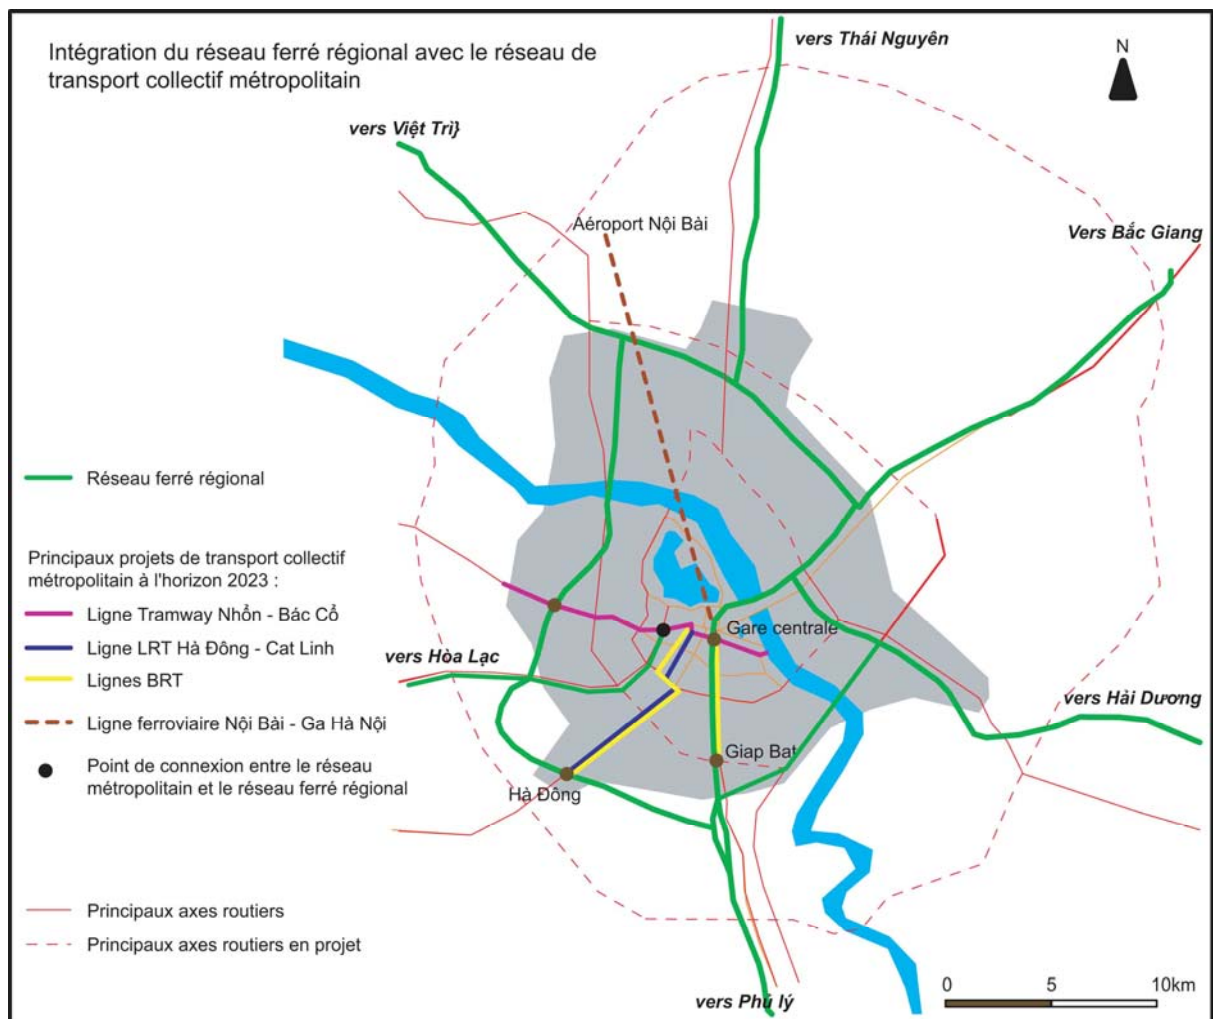 Intégration du réseau ferré régional avec le réseau de
transport collectif métropolitain
N
vers Thái Nguyên
vers Việt Trì}
Aéroport Nội Bài
Vers Bắc Giang
Réseau ferré régional
Principaux projets de transport collectif
métropolitain à l'horizon 2023 :
Ligne Tramway Nhổn - Bác Cổ
Ligne LRT Hà Đông - Cat Linh
Lignes BRT
Ligne ferroviaire Nội Bài - Ga Hà Nội
Point de connexion entre le réseau
métropolitain et le réseau ferré régional
Principaux axes routiers
Principaux axes routiers en projet
Gare centrale
vers Hòa Lạc
vers Hài Dương
Giap Bat
Hà Đông
vers Phú lý
0 5 10km